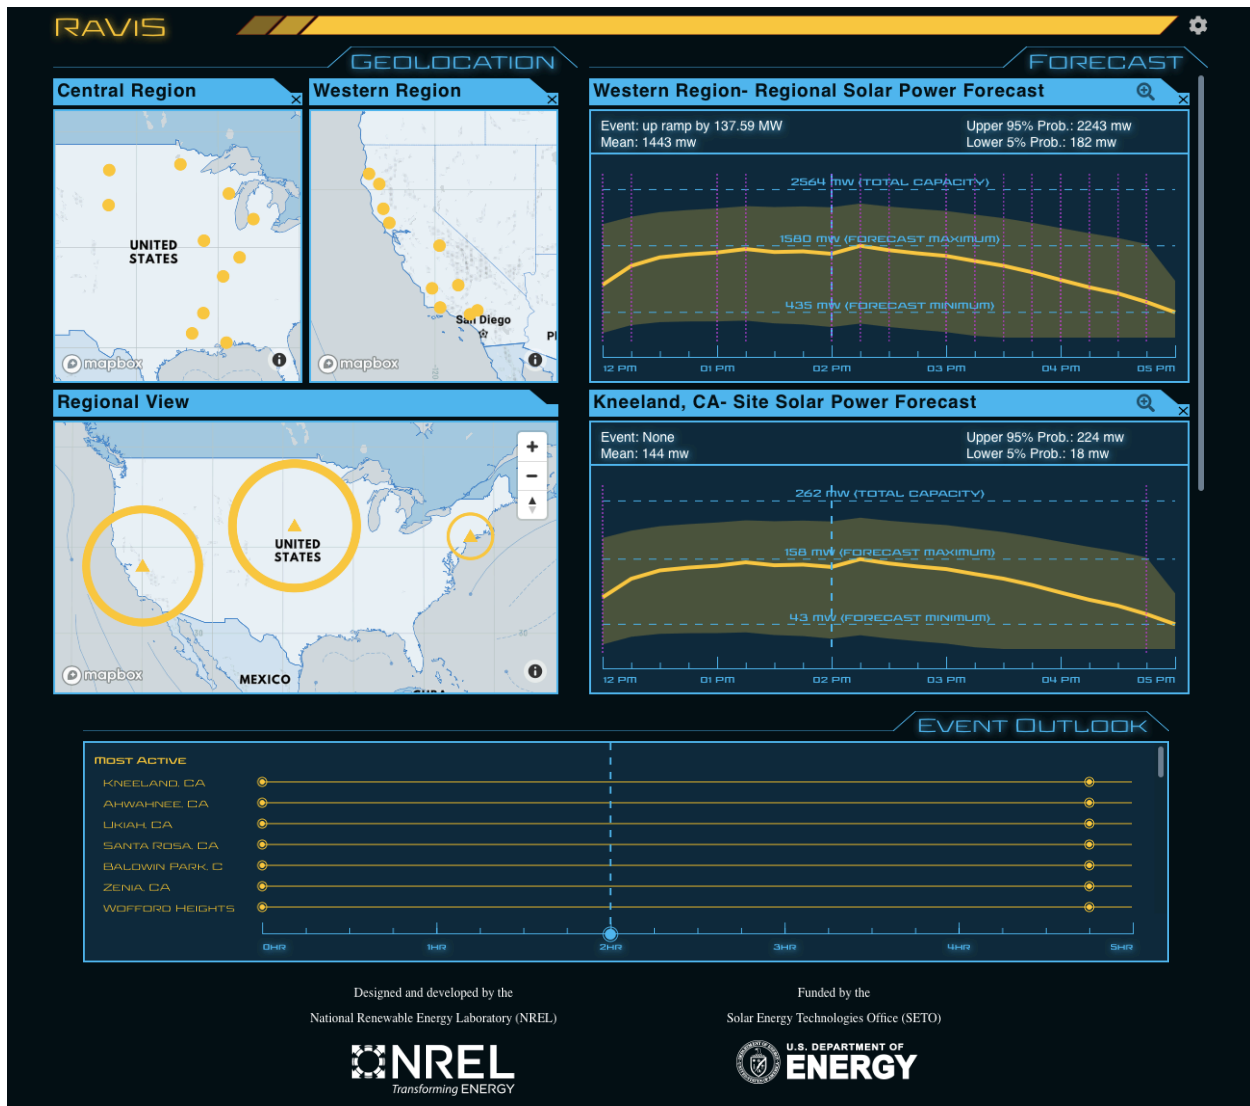 RAVIS
GEOLOCATION
FORECAST
Central Region
Western Region
Western Region- Regional Solar Power Forecast
Event: up ramp by 137.59 MW
Mean: 1443 mw
Upper 95% Prob.: 2243 mw
Lower 5% Prob.: 182 mw
UNITED
STATES
mapbox
San Diego
mapbox
2564 MW (TOTAL CAPACITY)
1580 MW (FORECAST MAXIMUM)
435 MW (FORECAST MINIMUM)
12 PM 01 PM 02 PM 03 PM 04 PM 05 PM
Regional View
UNITED
STATES
MEXICO
mapbox
Kneeland, CA- Site Solar Power Forecast
Event: None
Mean: 144 mw
Upper 95% Prob.: 224 mw
Lower 5% Prob.: 18 mw
262 MW (TOTAL CAPACITY)
158 MW (FORECAST MAXIMUM)
43 MW (FORECAST MINIMUM)
12 PM 01 PM 02 PM 03 PM 04 PM 05 PM
EVENT OUTLOOK
MOST ACTIVE
KNEELAND, CA
AHWAHNEE, CA
UKIAH, CA
SANTA ROSA, CA
BALDWIN PARK, C
ZENIA, CA
WOFFORD HEIGHTS
0HR 1HR 2HR 3HR 4HR 5HR
Designed and developed by the
National Renewable Energy Laboratory (NREL)
NREL
Transforming ENERGY
Funded by the
Solar Energy Technologies Office (SETO)
U.S. DEPARTMENT OF
ENERGY